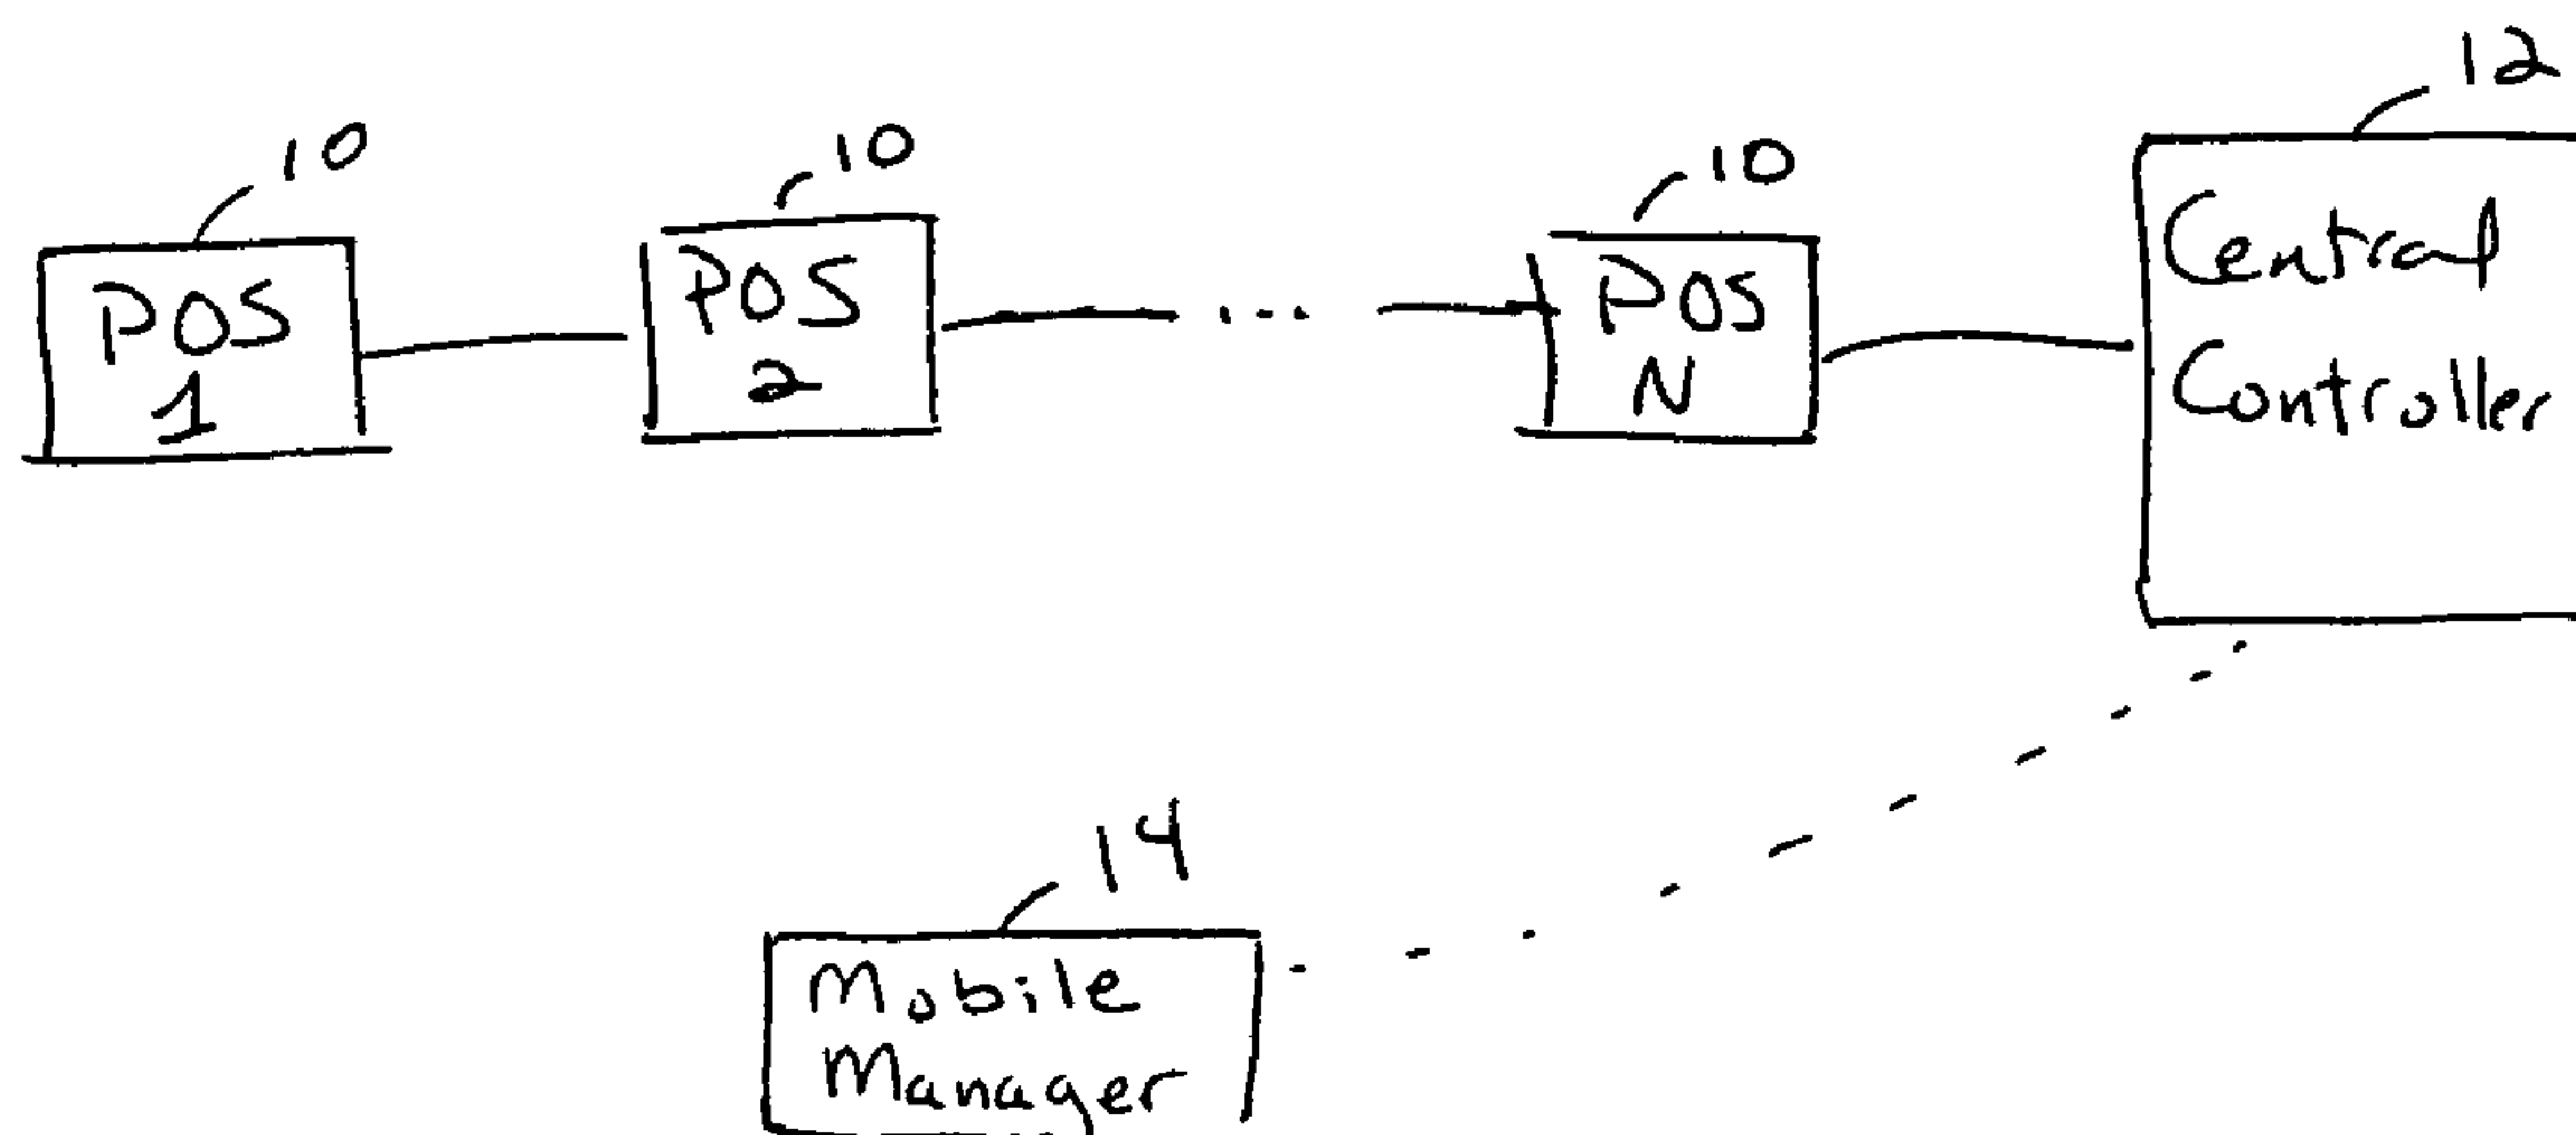 12
10
10
10
POS
1
POS
2
...
POS
N
Central
Controller
14
Mobile
Manager